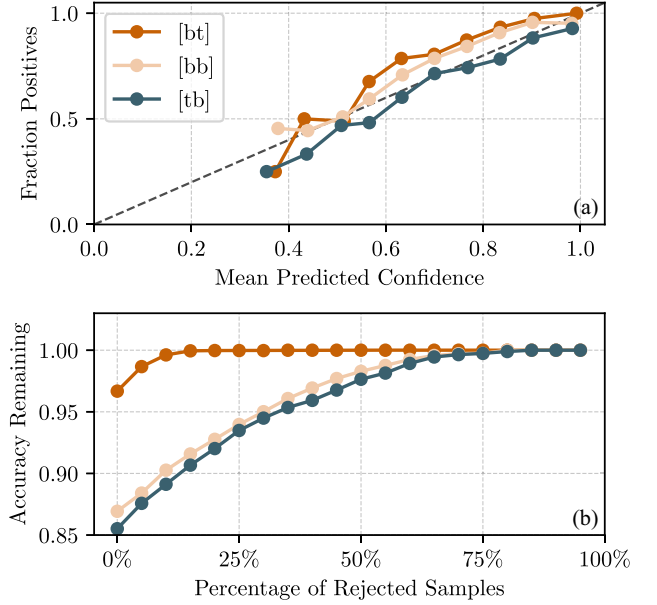 1.0
0.5
0.0
Fraction Positives
[bt]
[bb]
[tb]
(a)
0.0 0.2 0.4 0.6 0.8 1.0
Mean Predicted Confidence
1.00
0.95
0.90
0.85
Accuracy Remaining
(b)
0% 25% 50% 75% 100%
Percentage of Rejected Samples